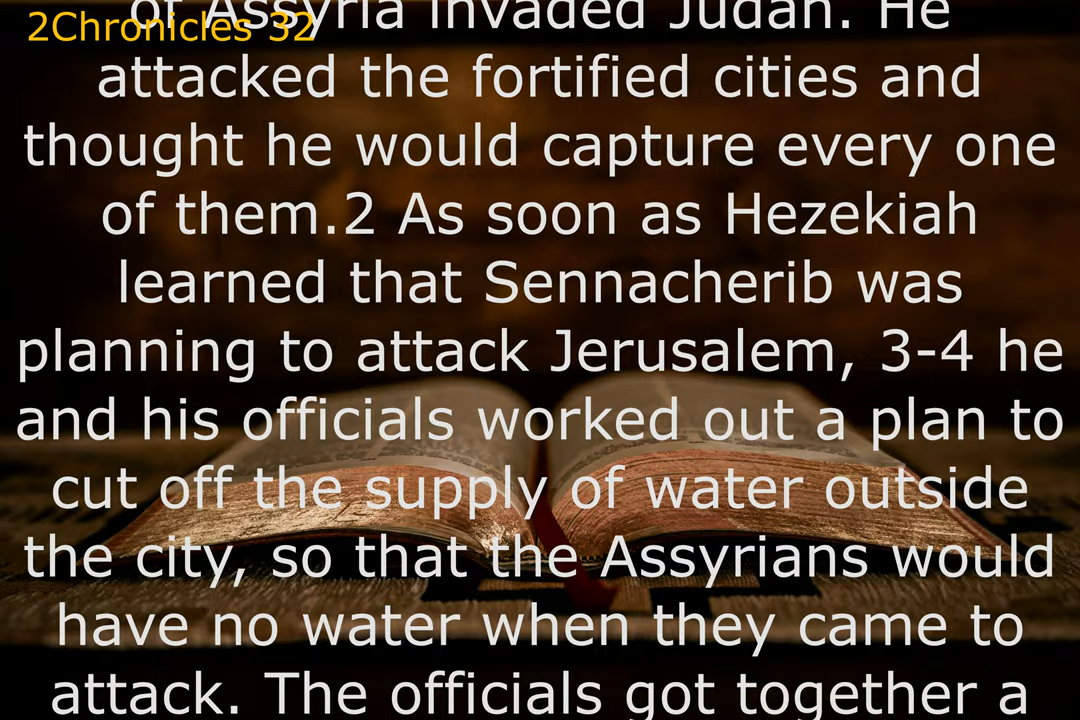 of Assyria invaded Judah. He
2Chronicles 32
attacked the fortified cities and
thought he would capture every one
of them.2 As soon as Hezekiah
learned that Sennacherib was
planning to attack Jerusalem, 3-4 he
and his officials worked out a plan to
cut off the supply of water outside
the city, so that the Assyrians would
have no water when they came to
attack. The officials got together a